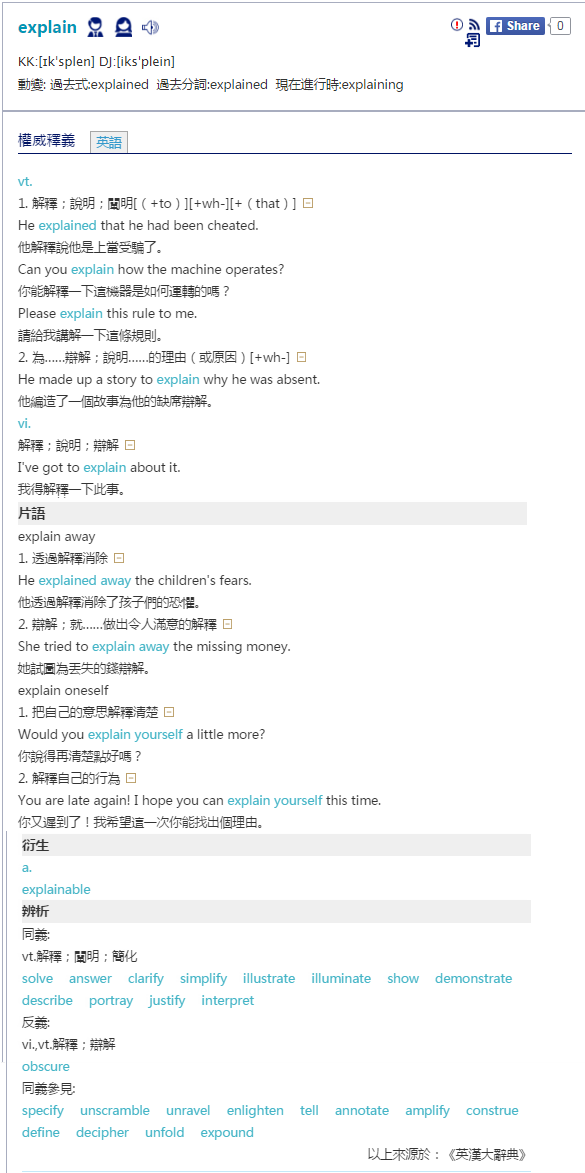 explain
Share 0
KK:[ɪkˋsplen] DJ:[iksˋplein]
動變: 過去式:explained 過去分詞:explained 現在進行時:explaining
權威釋義 英語
vt.
1. 解釋；說明；闡明[（+to）][+wh-][+（that）]
He explained that he had been cheated.
他解釋說他是上當受騙了。
Can you explain how the machine operates?
你能解釋一下這機器是如何運轉的嗎？
Please explain this rule to me.
請給我講解一下這條規則。
2. 為……辯解；說明……的理由（或原因）[+wh-]
He made up a story to explain why he was absent.
他編造了一個故事為他的缺席辯解。
vi.
解釋；說明；辯解
I've got to explain about it.
我得解釋一下此事。
片語
explain away
1. 透過解釋消除
He explained away the children's fears.
他透過解釋消除了孩子們的恐懼。
2. 辯解；就……做出令人滿意的解釋
She tried to explain away the missing money.
她試圖為丟失的錢辯解。
explain oneself
1. 把自己的意思解釋清楚
Would you explain yourself a little more?
你說得再清楚點好嗎？
2. 解釋自己的行為
You are late again! I hope you can explain yourself this time.
你又遲到了！我希望這一次你能找出個理由。
衍生
a.
explainable
辨析
同義:
vt.解釋；闡明；簡化
solve answer clarify simplify illustrate illuminate show demonstrate
describe portray justify interpret
反義:
vi.,vt.解釋；辯解
obscure
同義參見:
specify unscramble unravel enlighten tell annotate amplify construe
define decipher unfold expound
以上來源於：《英漢大辭典》